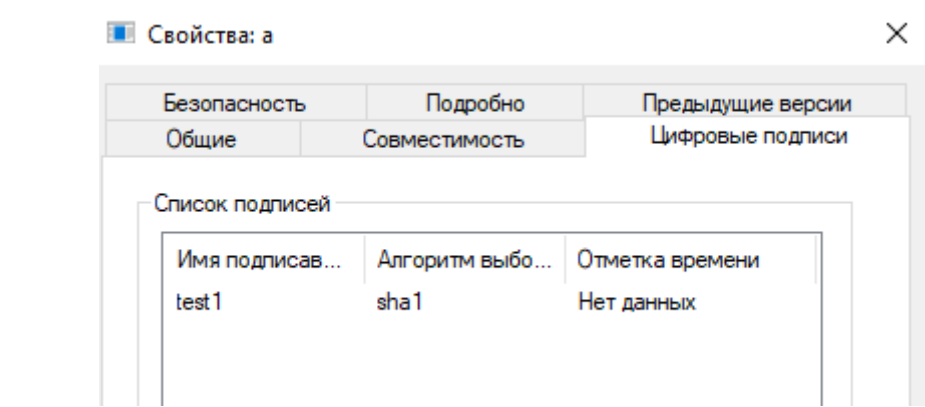 Свойства: a
Безопасность Подробно Предыдущие версии
Общие Совместимость Цифровые подписи
Список подписей
Имя подписав... Алгоритм выбо... Отметка времени
test1 sha1 Нет данных